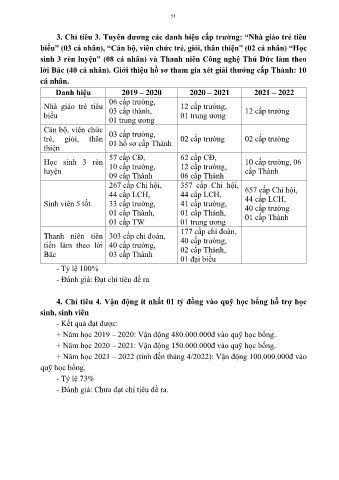 51
3. Chỉ tiêu 3. Tuyên dương các danh hiệu cấp trường: “Nhà giáo trẻ tiêu
biểu” (03 cá nhân), “Cán bộ, viên chức trẻ, giỏi, thân thiện” (02 cá nhân) “Học
sinh 3 rèn luyện” (08 cá nhân) và Thanh niên Công nghệ Thủ Đức làm theo
lời Bác (40 cá nhân). Giới thiệu hồ sơ tham gia xét giải thưởng cấp Thành: 10
cá nhân.
Danh hiệu 2019 – 2020 2020 – 2021 2021 – 2022
Nhà giáo trẻ tiêu
biểu
06 cấp trường,
03 cấp thành,
01 trung ương
12 cấp trường,
01 trung ương
12 cấp trường
Cán bộ, viên chức
trẻ, giỏi, thân
thiện
03 cấp trường,
01 hồ sơ cấp Thành
02 cấp trường
02 cấp trường
Học sinh 3 rèn
luyện
57 cấp CĐ,
10 cấp trường,
09 cấp Thành
62 cấp CĐ,
12 cấp trường,
06 cấp Thành
10 cấp trường, 06
cấp Thành
Sinh viên 5 tốt
267 cấp Chi hội,
44 cấp LCH,
33 cấp trường,
01 cấp Thành,
01 cấp TW
357 cấp Chi hội,
44 cấp LCH,
41 cấp trường,
01 cấp Thành,
01 trung ương
657 cấp Chi hội,
44 cấp LCH,
40 cấp trường
01 cấp Thành
Thanh niên tiên
tiến làm theo lời
Bác
303 cấp chi đoàn,
40 cấp trường,
03 cấp Thành
177 cấp chi đoàn,
40 cấp trường,
02 cấp Thành,
01 đại biểu
- Tỷ lệ 100%
- Đánh giá: Đạt chỉ tiêu đề ra
4. Chỉ tiêu 4. Vận động ít nhất 01 tỷ đồng vào quỹ học bổng hỗ trợ học
sinh, sinh viên
- Kết quả đạt được:
+ Năm học 2019 – 2020: Vận động 480.000.000đ vào quỹ học bổng.
+ Năm học 2020 – 2021: Vận động 150.000.000đ vào quỹ học bổng.
+ Năm học 2021 – 2022 (tính đến tháng 4/2022): Vận động 100.000.000đ vào
quỹ học bổng.
- Tỷ lệ 73%
- Đánh giá: Chưa đạt chỉ tiêu đề ra.